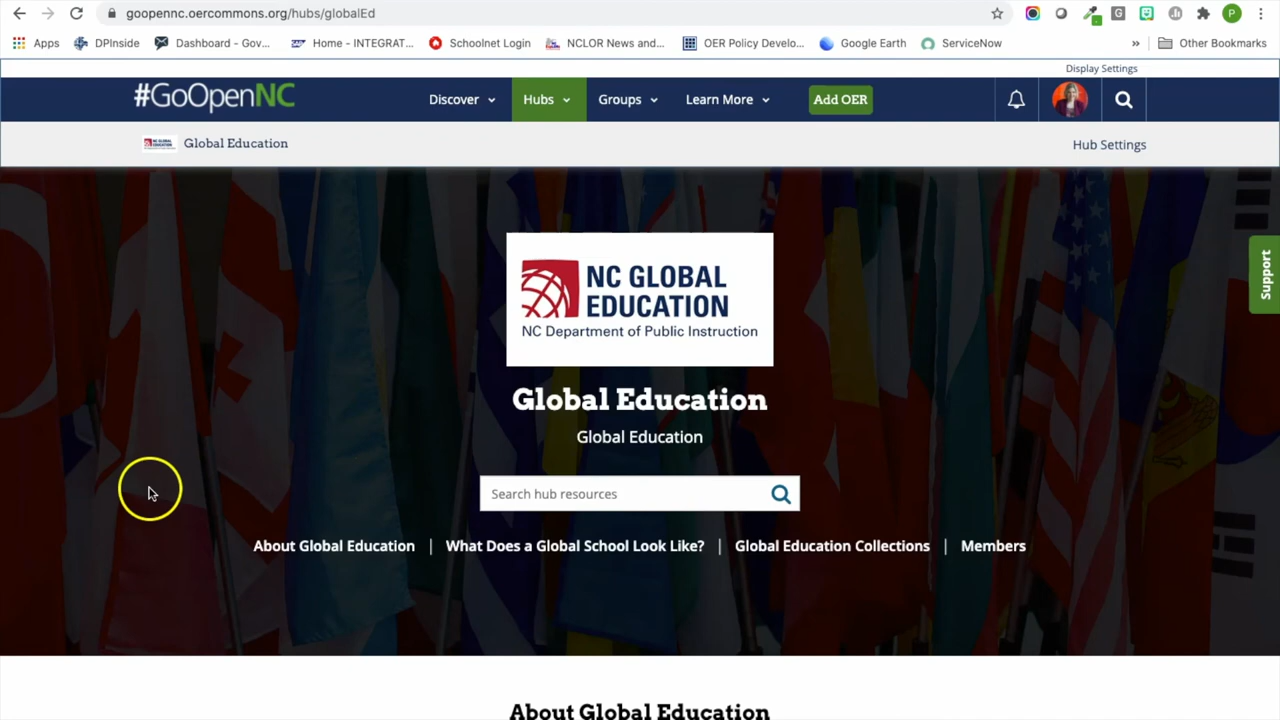 goopennc.oercommons.org/hubs/globalEd
P
Apps DPInside Dashboard - Gov... Home - INTEGRAT... Schoolnet Login NCLOR News and... OER Policy Develo... Google Earth ServiceNow » Other Bookmarks
Display Settings
#GoOpenNC Discover Hubs Groups Learn More Add OER
NC GLOBAL EDUCATION Global Education Hub Settings
Support
NC GLOBAL
EDUCATION
NC Department of Public Instruction
Global Education
Global Education
Search hub resources
About Global Education | What Does a Global School Look Like? | Global Education Collections | Members
About Global Education